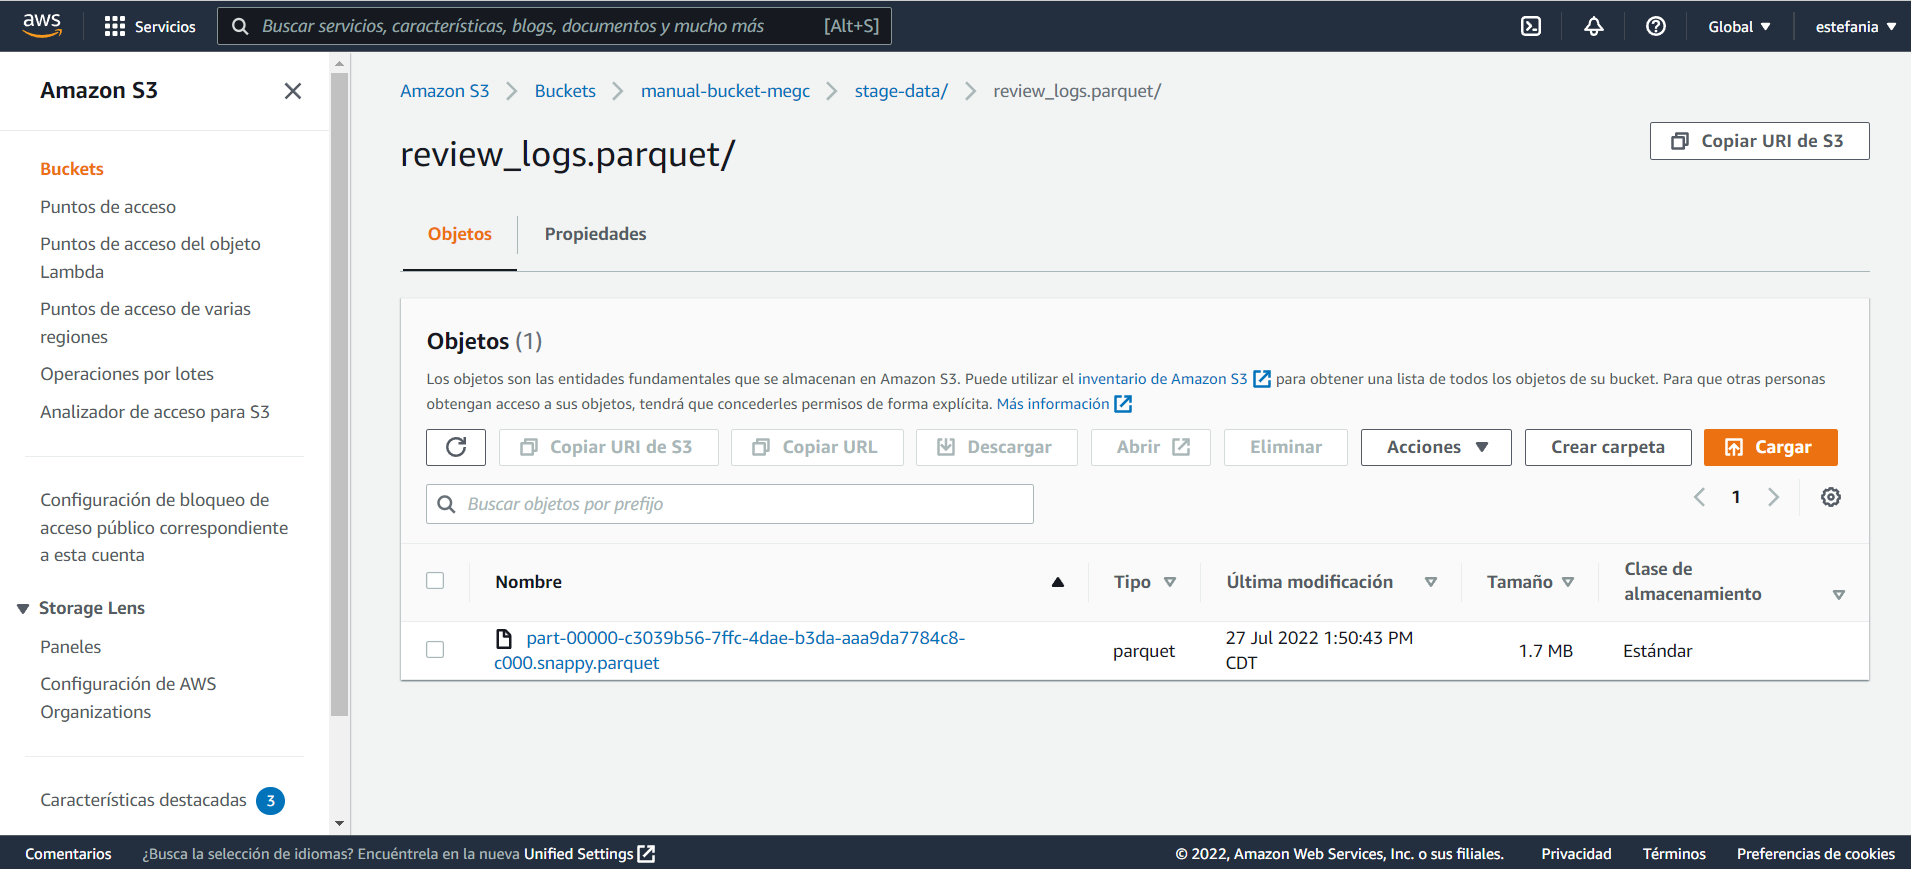 aws
Servicios
Buscar servicios, características, blogs, documentos y mucho más [Alt+S]
Global
estefania
Amazon S3
Buckets
Puntos de acceso
Puntos de acceso del objeto
Lambda
Puntos de acceso de varias
regiones
Operaciones por lotes
Analizador de acceso para S3
Configuración de bloqueo de
acceso público correspondiente
a esta cuenta
Storage Lens
Paneles
Configuración de AWS
Organizations
Características destacadas 3
Amazon S3 > Buckets > manual-bucket-megc > stage-data/ > review_logs.parquet/
review_logs.parquet/
Copiar URI de S3
Objetos
Propiedades
Objetos (1)
Los objetos son las entidades fundamentales que se almacenan en Amazon S3. Puede utilizar el inventario de Amazon S3 para obtener una lista de todos los objetos de su bucket. Para que otras personas
obtengan acceso a sus objetos, tendrá que concederles permisos de forma explícita. Más información
Copiar URI de S3 Copiar URL Descargar Abrir Eliminar Acciones Crear carpeta Cargar
Buscar objetos por prefijo
1
Nombre
Tipo
Última modificación
Tamaño
Clase de
almacenamiento
part-00000-c3039b56-7ffc-4dae-b3da-aaa9da7784c8-
c000.snappy.parquet
parquet
27 Jul 2022 1:50:43 PM
CDT
1.7 MB
Estándar
Comentarios
¿Busca la selección de idiomas? Encuéntrela en la nueva Unified Settings
© 2022, Amazon Web Services, Inc. o sus filiales.
Privacidad
Términos
Preferencias de cookies